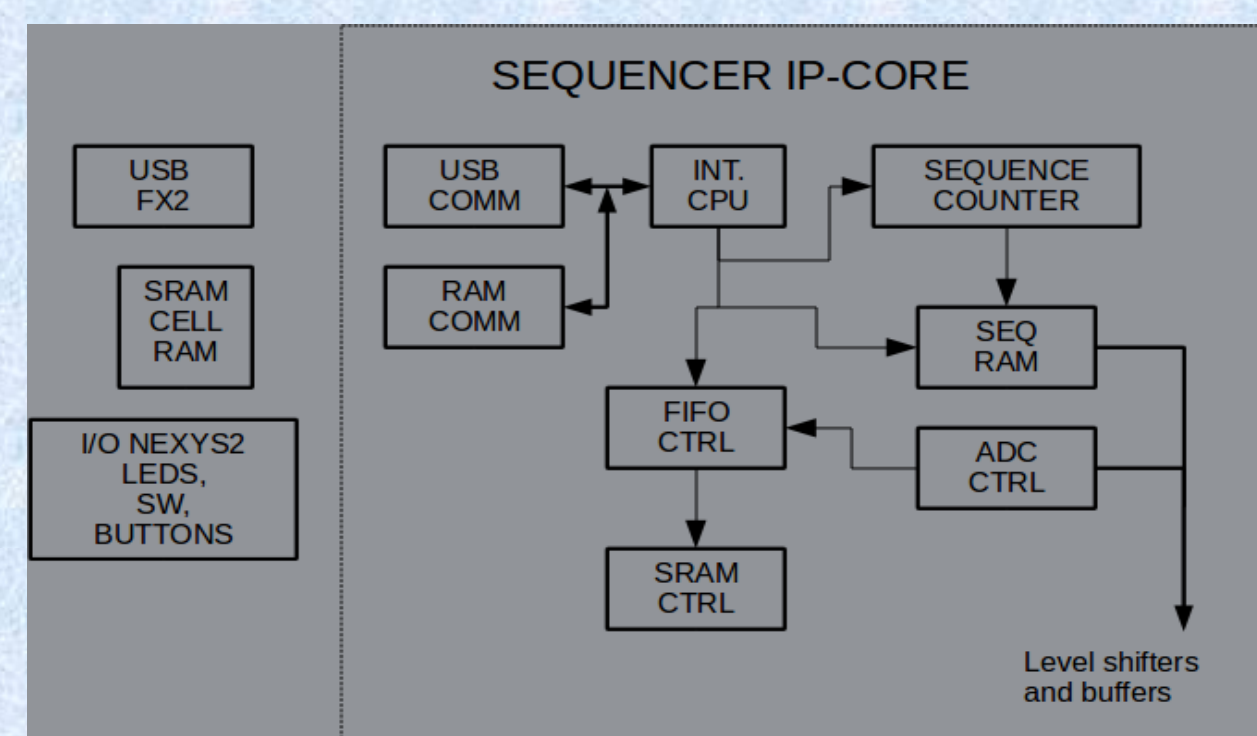 SEQUENCER IP-CORE
USB
FX2
USB
COMM
INT.
CPU
SEQUENCE
COUNTER
SRAM
CELL
RAM
RAM
COMM
SEQ
RAM
I/O NEXYS2
LEDS,
SW,
BUTTONS
FIFO
CTRL
ADC
CTRL
SRAM
CTRL
Level shifters
and buffers